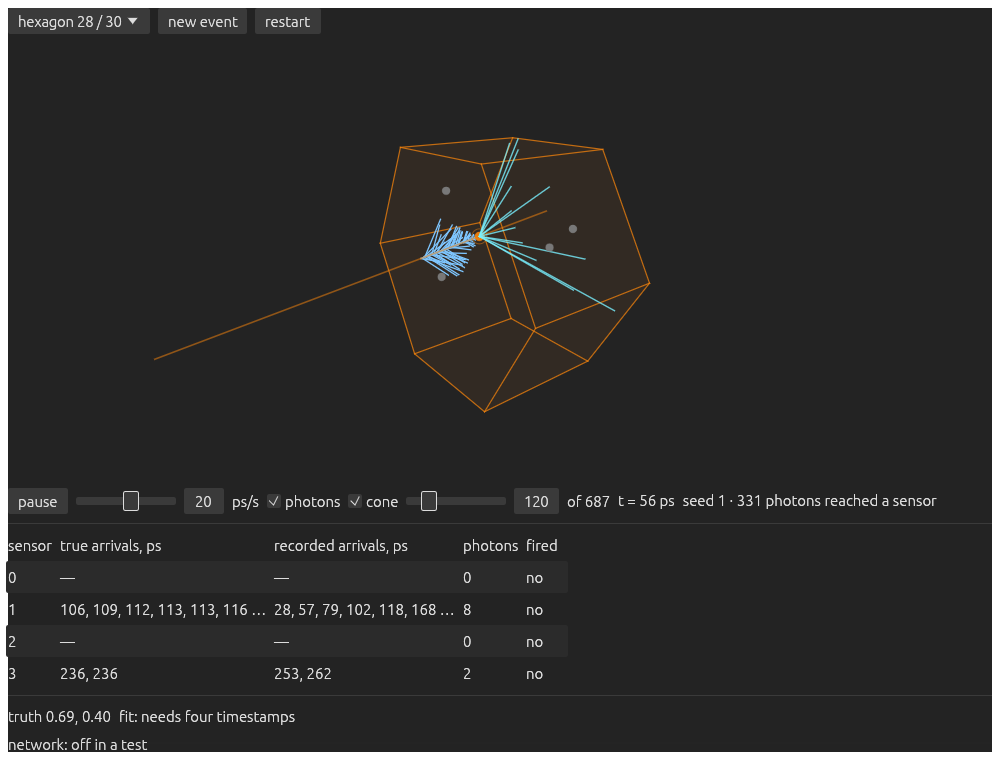 hexagon 28 / 30 new event restart
pause 20 ps/s photons cone 120 of 687 t = 56 ps seed 1 · 331 photons reached a sensor
sensor true arrivals, ps recorded arrivals, ps photons fired
0 — — 0 no
1 106, 109, 112, 113, 113, 116 … 28, 57, 79, 102, 118, 168 … 8 no
2 — — 0 no
3 236, 236 253, 262 2 no
truth 0.69, 0.40 fit: needs four timestamps
network: off in a test